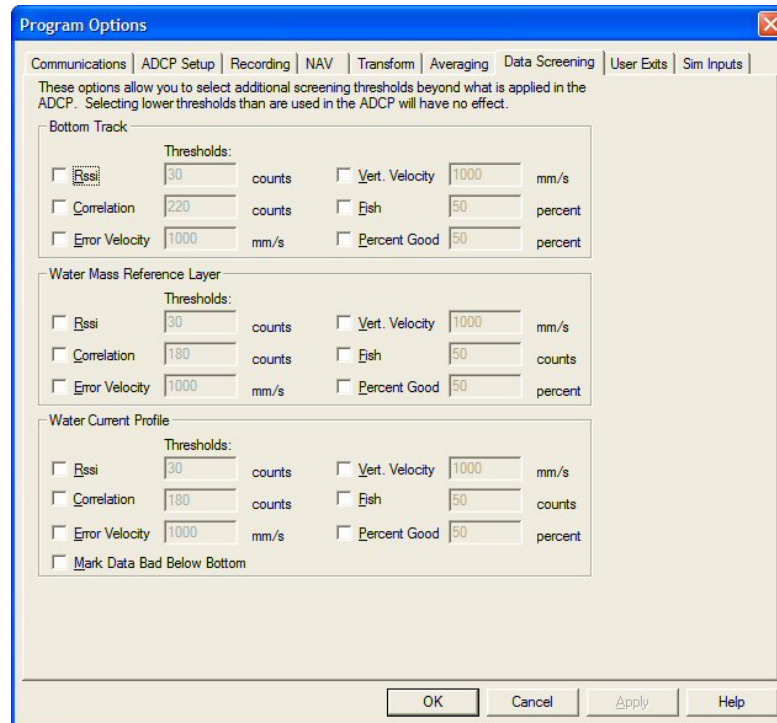 Program Options
Communications ADCP Setup Recording NAV Transform Averaging Data Screening User Exits Sim Inputs
These options allow you to select additional screening thresholds beyond what is applied in the
ADCP. Selecting lower thresholds than are used in the ADCP will have no effect.
Bottom Track
Thresholds:
Rssi 30 counts Vert. Velocity 1000 mm/s
Correlation 220 counts Fish 50 percent
Error Velocity 1000 mm/s Percent Good 50 percent
Water Mass Reference Layer
Thresholds:
Rssi 30 counts Vert. Velocity 1000 mm/s
Correlation 180 counts Fish 50 counts
Error Velocity 1000 mm/s Percent Good 50 percent
Water Current Profile
Thresholds:
Rssi 30 counts Vert. Velocity 1000 mm/s
Correlation 180 counts Fish 50 counts
Error Velocity 1000 mm/s Percent Good 50 percent
Mark Data Bad Below Bottom
OK Cancel Apply Help